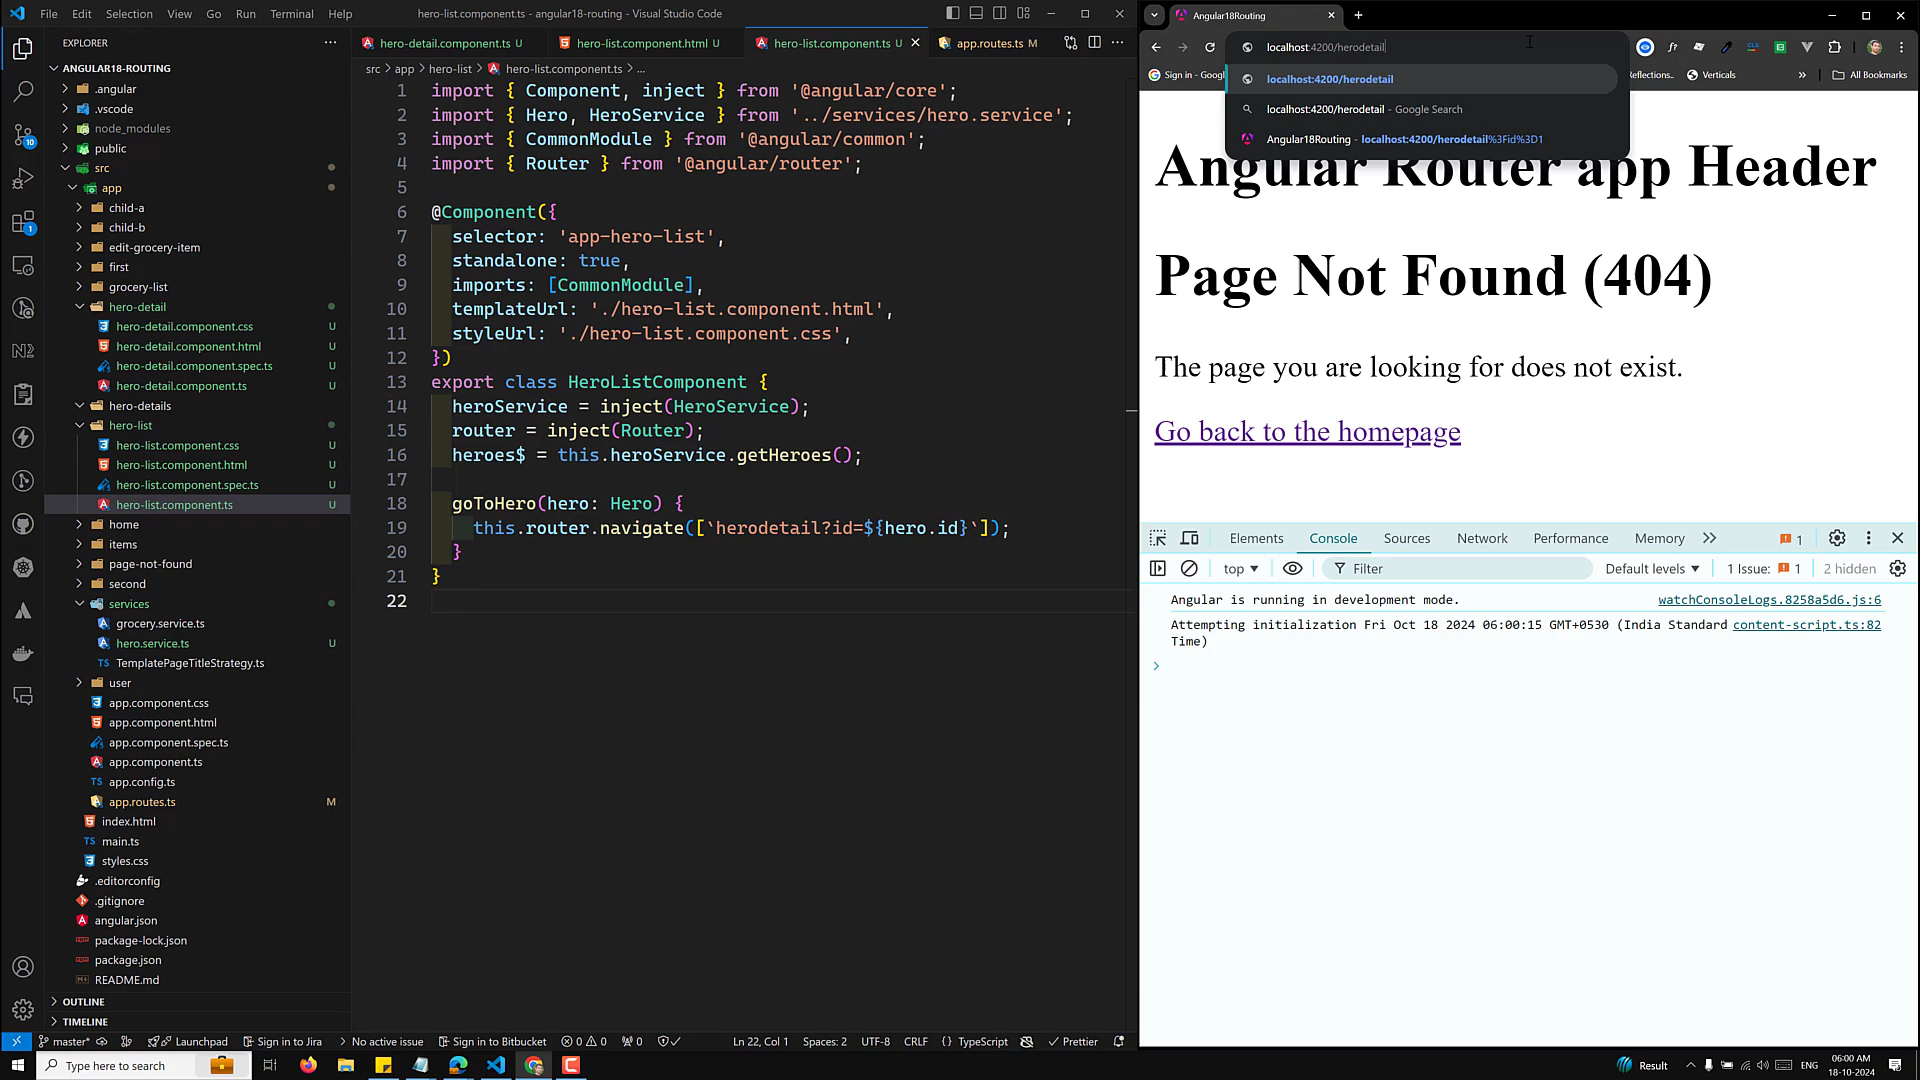 File Edit Selection View Go Run Terminal Help
hero-list.component.ts - angular18-routing - Visual Studio Code
EXPLORER
ANGULAR18-ROUTING
.angular
.vscode
node_modules
public
src
app
child-a
child-b
edit-grocery-item
first
grocery-list
hero-detail
hero-detail.component.css U
hero-detail.component.html U
hero-detail.component.spec.ts U
hero-detail.component.ts U
hero-details
hero-list
hero-list.component.css U
hero-list.component.html U
hero-list.component.spec.ts U
hero-list.component.ts U
home
items
page-not-found
second
services
grocery.service.ts
hero.service.ts U
TS TemplatePageTitleStrategy.ts
user
app.component.css
app.component.html
app.component.spec.ts
app.component.ts
TS app.config.ts
app.routes.ts M
index.html
TS main.ts
styles.css
.editorconfig
.gitignore
angular.json
package-lock.json
package.json
README.md
OUTLINE
TIMELINE
10
1
hero-detail.component.ts U
hero-list.component.html U
hero-list.component.ts U
app.routes.ts M
src > app > hero-list > hero-list.component.ts > ...
1 import { Component, inject } from '@angular/core';
2 import { Hero, HeroService } from '../services/hero.service';
3 import { CommonModule } from '@angular/common';
4 import { Router } from '@angular/router';
5
6 @Component({
7 selector: 'app-hero-list',
8 standalone: true,
9 imports: [CommonModule],
10 templateUrl: './hero-list.component.html',
11 styleUrl: './hero-list.component.css',
12 })
13 export class HeroListComponent {
14 heroService = inject(HeroService);
15 router = inject(Router);
16 heroes$ = this.heroService.getHeroes();
17
18 goToHero(hero: Hero) {
19 this.router.navigate([`herodetail?id=${hero.id}`]);
20 }
21 }
22
master* Launchpad Sign in to Jira No active issue Sign in to Bitbucket 0 0 0 Ln 22, Col 1 Spaces: 2 UTF-8 CRLF {} TypeScript Prettier
Angular18Routing
localhost:4200/herodetail
localhost:4200/herodetail
localhost:4200/herodetail - Google Search
Angular18Routing - localhost:4200/herodetail%3Fid%3D1
Sign in - Googl
Reflections..
Verticals
All Bookmarks
Angular Router app Header
Page Not Found (404)
The page you are looking for does not exist.
Go back to the homepage
Elements Console Sources Network Performance Memory 1
top Filter Default levels 1 Issue: 1 2 hidden
Angular is running in development mode. watchConsoleLogs.8258a5d6.js:6
Attempting initialization Fri Oct 18 2024 06:00:15 GMT+0530 (India Standard content-script.ts:82
Time)
Type here to search
Result
ENG
06:00 AM
18-10-2024